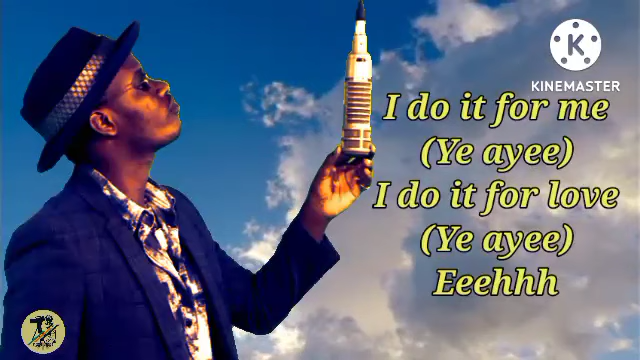 KINEMASTER
I do it for me
(Ye ayee)
I do it for love
(Ye ayee)
Eeehhh